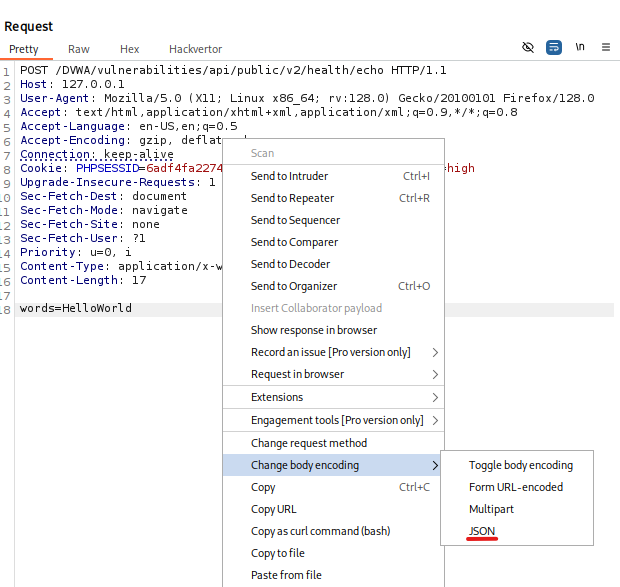 Request
Pretty Raw Hex Hackvertor \n
1 POST /DVWA/vulnerabilities/api/public/v2/health/echo HTTP/1.1
2 Host: 127.0.0.1
3 User-Agent: Mozilla/5.0 (X11; Linux x86_64; rv:128.0) Gecko/20100101 Firefox/128.0
4 Accept: text/html,application/xhtml+xml,application/xml;q=0.9,*/*;q=0.8
5 Accept-Language: en-US,en;q=0.5
6 Accept-Encoding: gzip, deflat
7 Connection: keep-alive
8 Cookie: PHPSESSID=6adf4fa2274 =high
9 Upgrade-Insecure-Requests: 1
10 Sec-Fetch-Dest: document
11 Sec-Fetch-Mode: navigate
12 Sec-Fetch-Site: none
13 Sec-Fetch-User: ?1
14 Priority: u=0, i
15 Content-Type: application/x-w
16 Content-Length: 17
17
18 words=HelloWorld
Scan
Send to Intruder Ctrl+I
Send to Repeater Ctrl+R
Send to Sequencer
Send to Comparer
Send to Decoder
Send to Organizer Ctrl+O
Insert Collaborator payload
Show response in browser
Record an issue [Pro version only]
Request in browser
Extensions
Engagement tools [Pro version only]
Change request method
Change body encoding
Copy Ctrl+C
Copy URL
Copy as curl command (bash)
Copy to file
Paste from file
Toggle body encoding
Form URL-encoded
Multipart
JSON